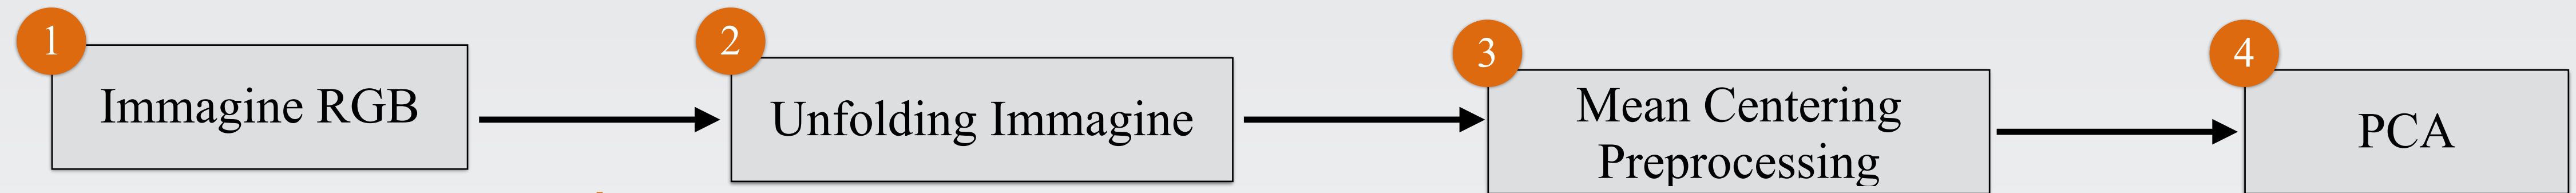 1
Immagine RGB
2
Unfolding Immagine
3
Mean Centering
Preprocessing
4
PCA